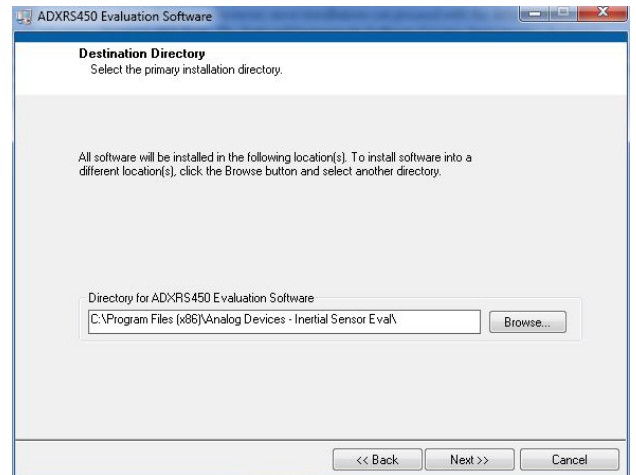 ADXRS450 Evaluation Software
Destination Directory
Select the primary installation directory.
All software will be installed in the following location(s). To install software into a
different location(s), click the Browse button and select another directory.
Directory for ADXRS450 Evaluation Software
C:\Program Files (x86)\Analog Devices - Inertial Sensor Eval\
Browse...
<< Back
Next >>
Cancel